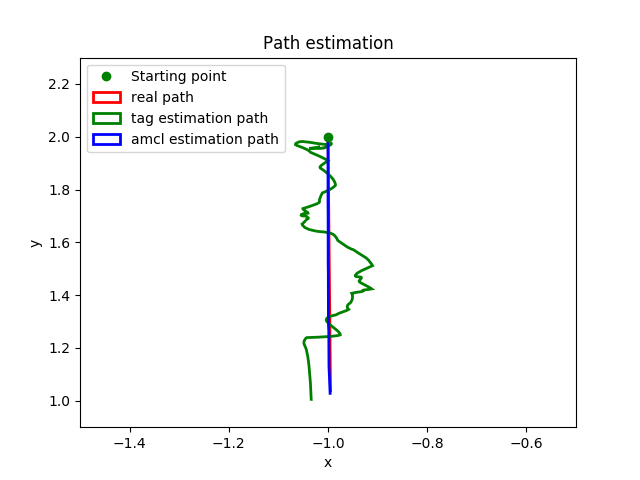 Path estimation
Starting point
real path
tag estimation path
amcl estimation path
2.2
2.0
1.8
1.6
1.4
1.2
1.0
y
−1.4
−1.2
−1.0
−0.8
−0.6
x